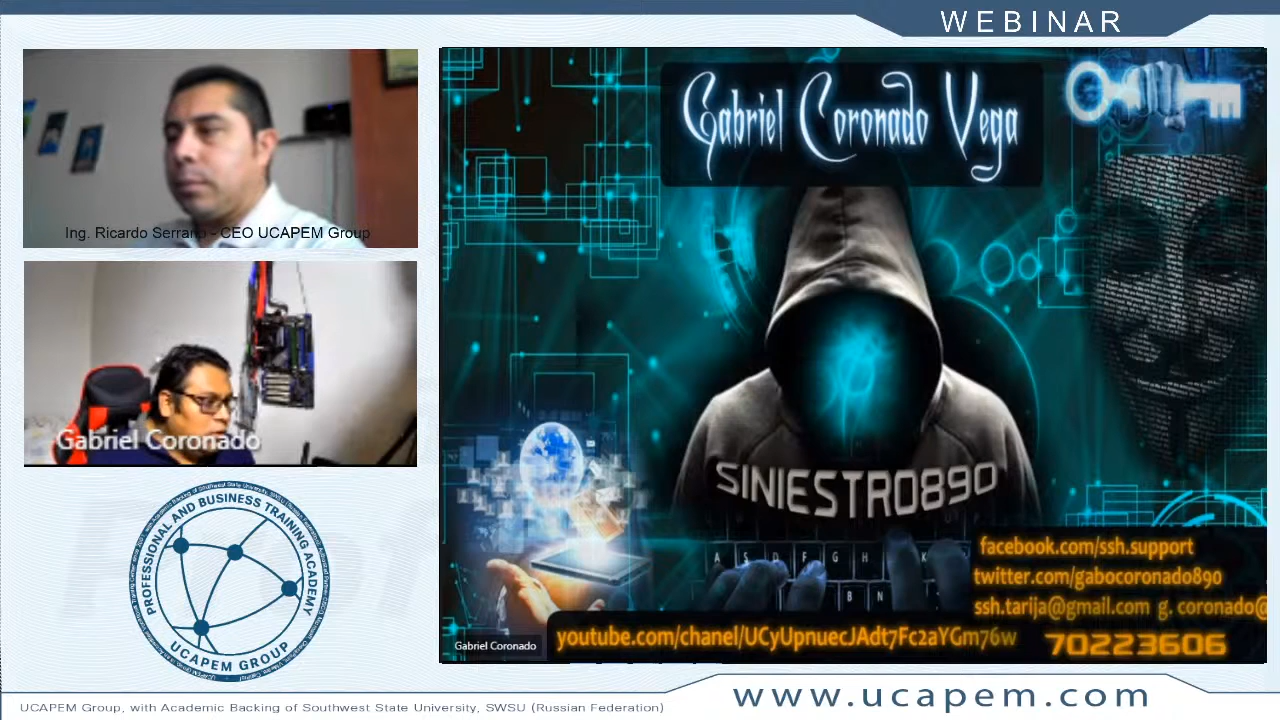 WEBINAR
Ing. Ricardo Serrano - CEO UCAPEM Group
Gabriel Coronado
PROFESSIONAL AND BUSINESS TRAINING ACADEMY
UCAPEM GROUP
Gabriel Coronado Vega
SINIESTRO890
A S D F G H K
B N
facebook.com/ssh.support
twitter.com/gabocoronado890
ssh.tarija@gmail.com g. coronado@
youtube.com/chanel/UCyUpnuecJAdt7Fc2aYGm76w
70223606
Gabriel Coronado
www.ucapem.com
UCAPEM Group, with Academic Backing of Southwest State University, SWSU (Russian Federation)